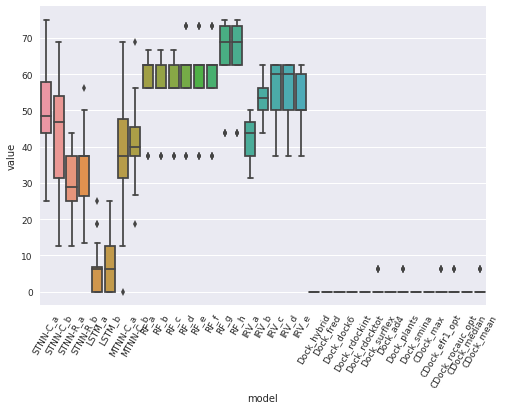 70
60
50
40
30
20
10
0
value
STNN-C_a
STNN-C_b
STNN-R_a
STNN-R_b
LSTM_a
LSTM_b
MTNN-C_a
MTNN-C_b
RF_a
RF_b
RF_c
RF_d
RF_e
RF_f
RF_g
RF_h
IRV_a
IRV_b
IRV_c
IRV_d
IRV_e
Dock_hybrid
Dock_fred
Dock_dock6
Dock_rdockint
Dock_rdocktot
Dock_surflex
Dock_ad4
Dock_plants
Dock_smina
CDock_max
CDock_efr1_opt
CDock_rocauc_opt
CDock_median
CDock_mean
model